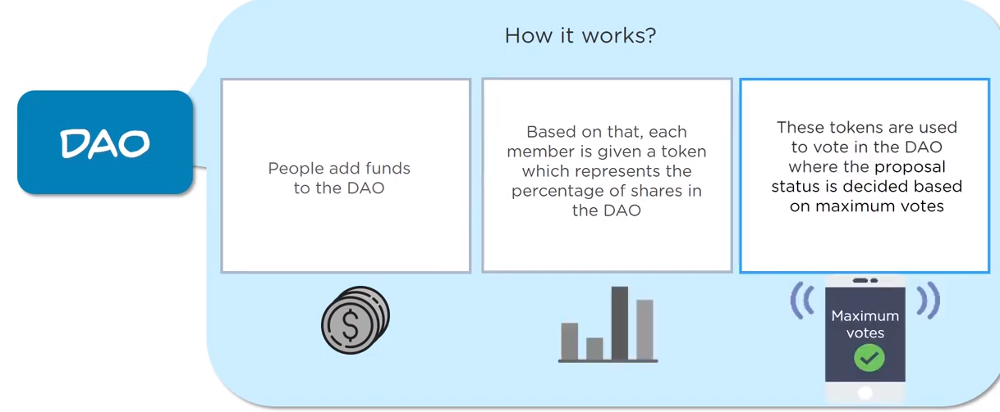 How it works?
DAO
People add funds
to the DAO
Based on that, each
member is given a token
which represents the
percentage of shares in
the DAO
These tokens are used
to vote in the DAO
where the proposal
status is decided based
on maximum votes
$
Maximum
votes